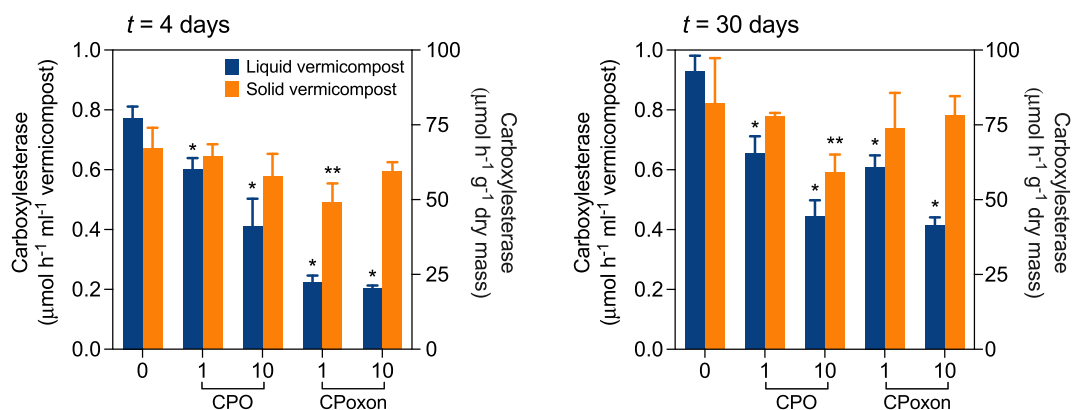 t = 4 days
Carboxylesterase
(μmol h⁻¹ ml⁻¹ vermicompost)
1.0
0.8
0.6
0.4
0.2
0.0
Liquid vermicompost
Solid vermicompost
*
*
*
**
*
100
75
50
25
0
Carboxylesterase
(μmol h⁻¹ g⁻¹ dry mass)
0 1 10 1 10
CPO CPoxon
t = 30 days
Carboxylesterase
(μmol h⁻¹ ml⁻¹ vermicompost)
1.0
0.8
0.6
0.4
0.2
0.0
*
*
**
*
*
100
75
50
25
0
Carboxylesterase
(μmol h⁻¹ g⁻¹ dry mass)
0 1 10 1 10
CPO CPoxon